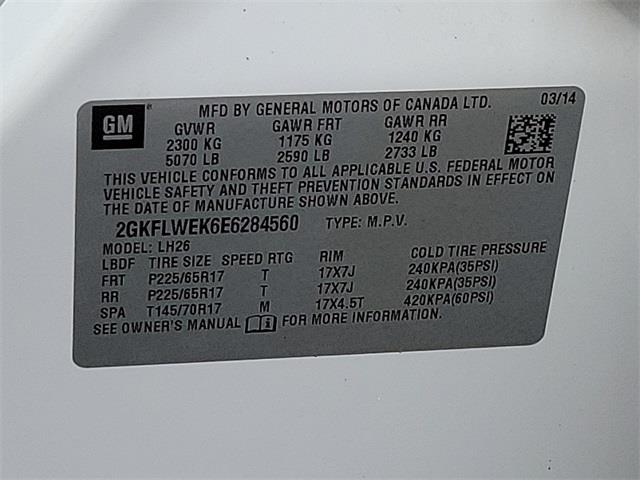 GM ®
MFD BY GENERAL MOTORS OF CANADA LTD. 03/14
GVWR GAWR FRT GAWR RR
2300 KG 1175 KG 1240 KG
5070 LB 2590 LB 2733 LB
THIS VEHICLE CONFORMS TO ALL APPLICABLE U.S. FEDERAL MOTOR
VEHICLE SAFETY AND THEFT PREVENTION STANDARDS IN EFFECT ON
THE DATE OF MANUFACTURE SHOWN ABOVE.
2GKFLWEK6E6284560 TYPE: M.P.V.
MODEL: LH26
LBDF TIRE SIZE SPEED RTG RIM COLD TIRE PRESSURE
FRT P225/65R17 T 17X7J 240KPA(35PSI)
RR P225/65R17 T 17X7J 240KPA(35PSI)
SPA T145/70R17 M 17X4.5T 420KPA(60PSI)
SEE OWNER'S MANUAL FOR MORE INFORMATION.